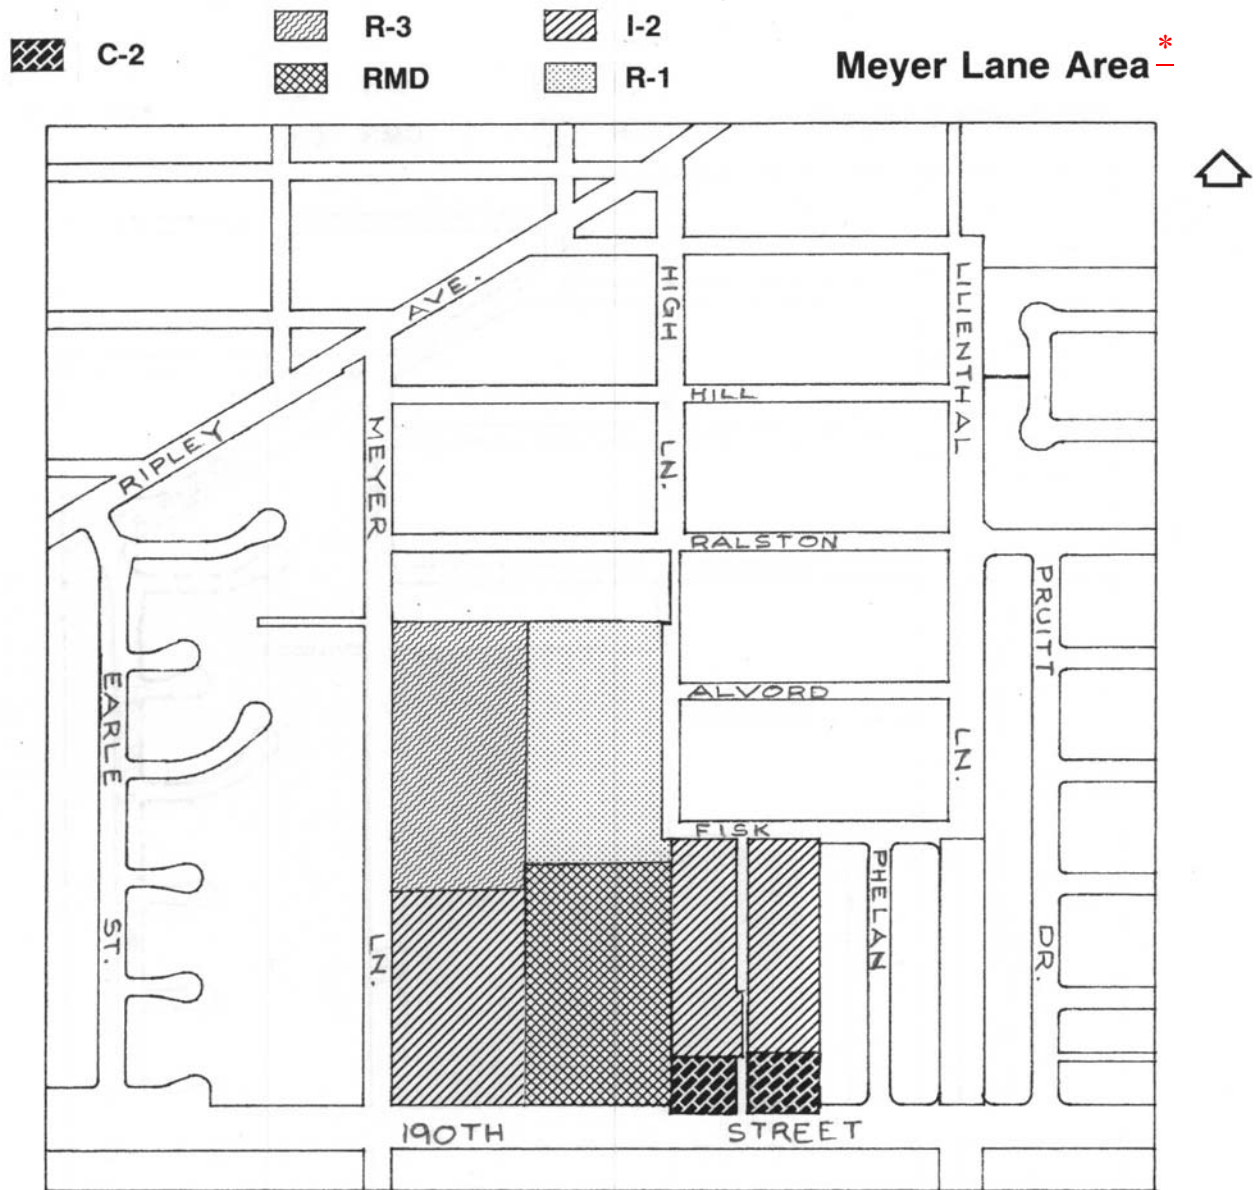 C-2
R-3
RMD
I-2
R-1
Meyer Lane Area *
RIPLEY AVE.
HIGH LN.
LILIENTHAL LN.
HILL
MEYER LN.
RALSTON
PRUITT DR.
EARLE ST.
ALVORD
FISK
PHELAN
190TH STREET